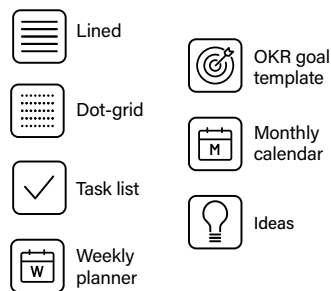 Lined
Dot-grid
Task list
W
Weekly
planner
OKR goal
template
M
Monthly
calendar
Ideas